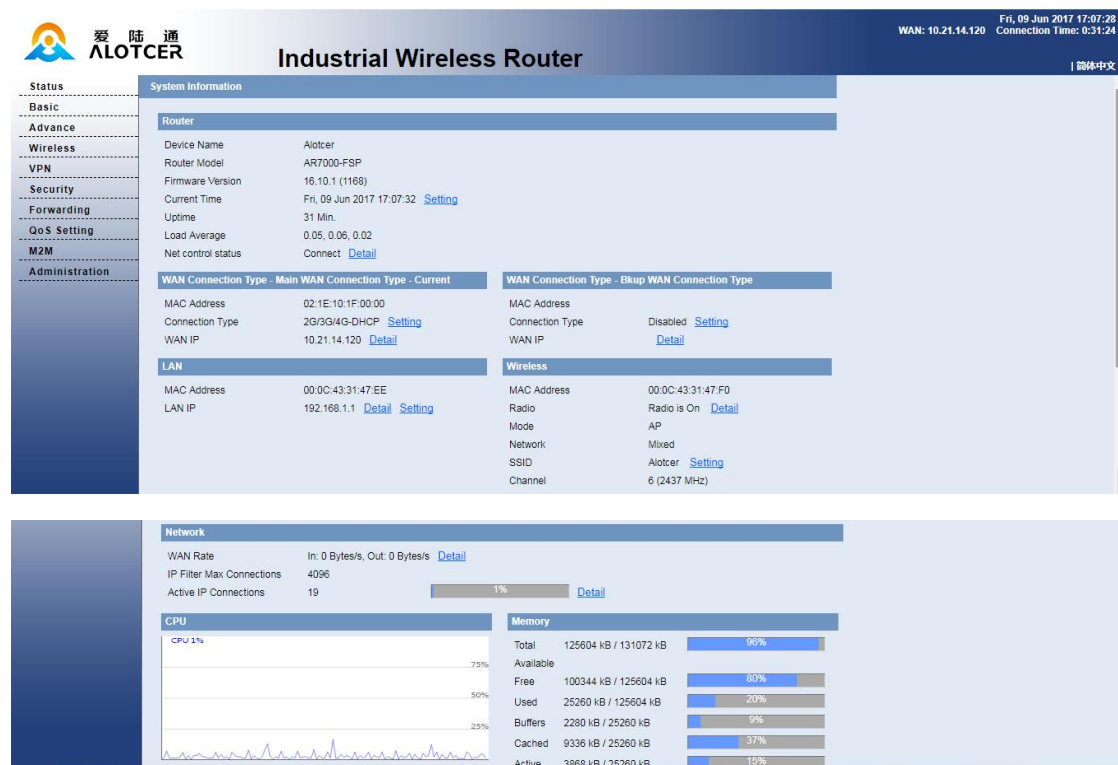 爱 陆 通
ΛLOTCER
Industrial Wireless Router
Fri, 09 Jun 2017 17:07:28
WAN: 10.21.14.120 Connection Time: 0:31:24
| 简体中文
Status
Basic
Advance
Wireless
VPN
Security
Forwarding
QoS Setting
M2M
Administration
System Information
Router
Device Name Alotcer
Router Model AR7000-FSP
Firmware Version 16.10.1 (1168)
Current Time Fri, 09 Jun 2017 17:07:32 Setting
Uptime 31 Min.
Load Average 0.05, 0.06, 0.02
Net control status Connect Detail
WAN Connection Type - Main WAN Connection Type - Current
MAC Address 02:1E:10:1F:00:00
Connection Type 2G/3G/4G-DHCP Setting
WAN IP 10.21.14.120 Detail
WAN Connection Type - Bkup WAN Connection Type
MAC Address
Connection Type Disabled Setting
WAN IP Detail
LAN
MAC Address 00:0C:43:31:47:EE
LAN IP 192.168.1.1 Detail Setting
Wireless
MAC Address 00:0C:43:31:47:F0
Radio Radio is On Detail
Mode AP
Network Mixed
SSID Alotcer Setting
Channel 6 (2437 MHz)
Network
WAN Rate In: 0 Bytes/s, Out: 0 Bytes/s Detail
IP Filter Max Connections 4096
Active IP Connections 19 1% Detail
CPU
CPU 1%
75%
50%
25%
Memory
Total Available 125604 kB / 131072 kB 96%
Free 100344 kB / 125604 kB 80%
Used 25260 kB / 125604 kB 20%
Buffers 2280 kB / 25260 kB 9%
Cached 9336 kB / 25260 kB 37%
Active 3868 kB / 25260 kB 15%